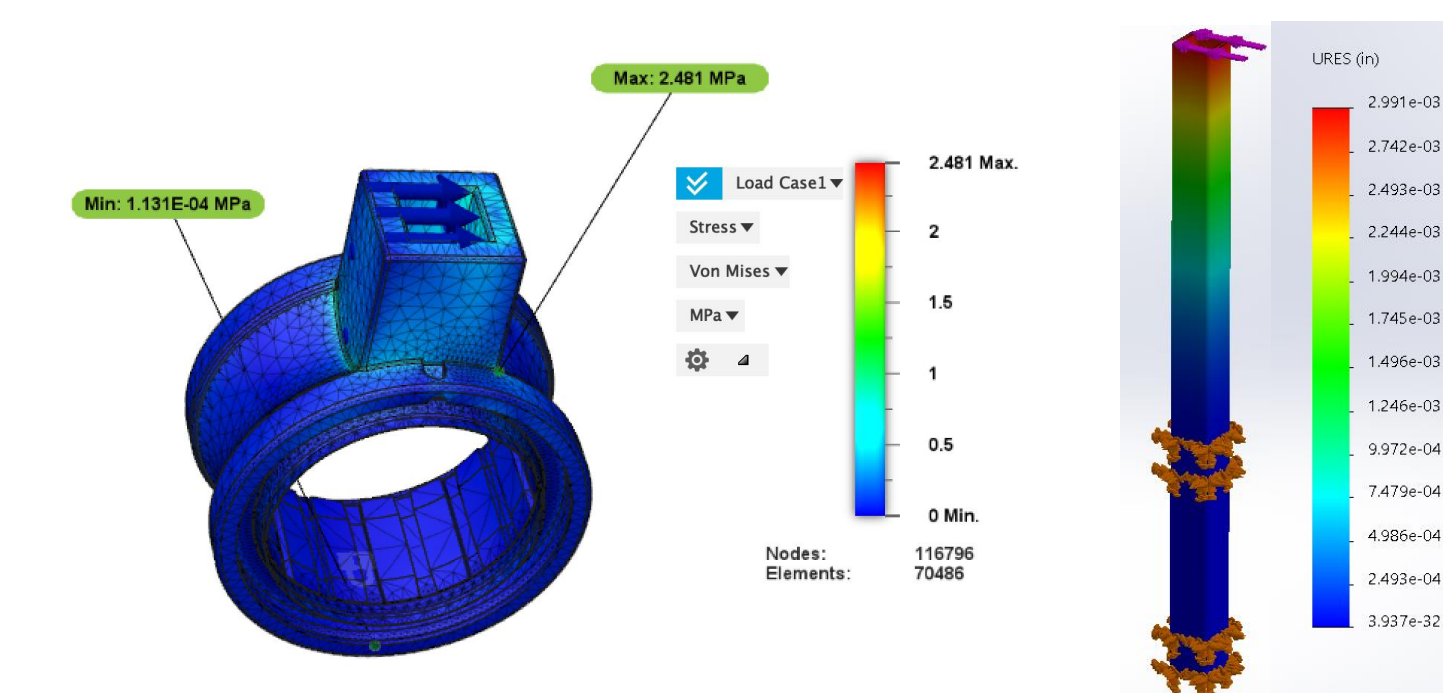 Max: 2.481 MPa
Min: 1.131E-04 MPa
Load Case1
Stress
Von Mises
MPa
2.481 Max.
2
1.5
1
0.5
0 Min.
Nodes: 116796
Elements: 70486
URES (in)
2.991e-03
2.742e-03
2.493e-03
2.244e-03
1.994e-03
1.745e-03
1.496e-03
1.246e-03
9.972e-04
7.479e-04
4.986e-04
2.493e-04
3.937e-32